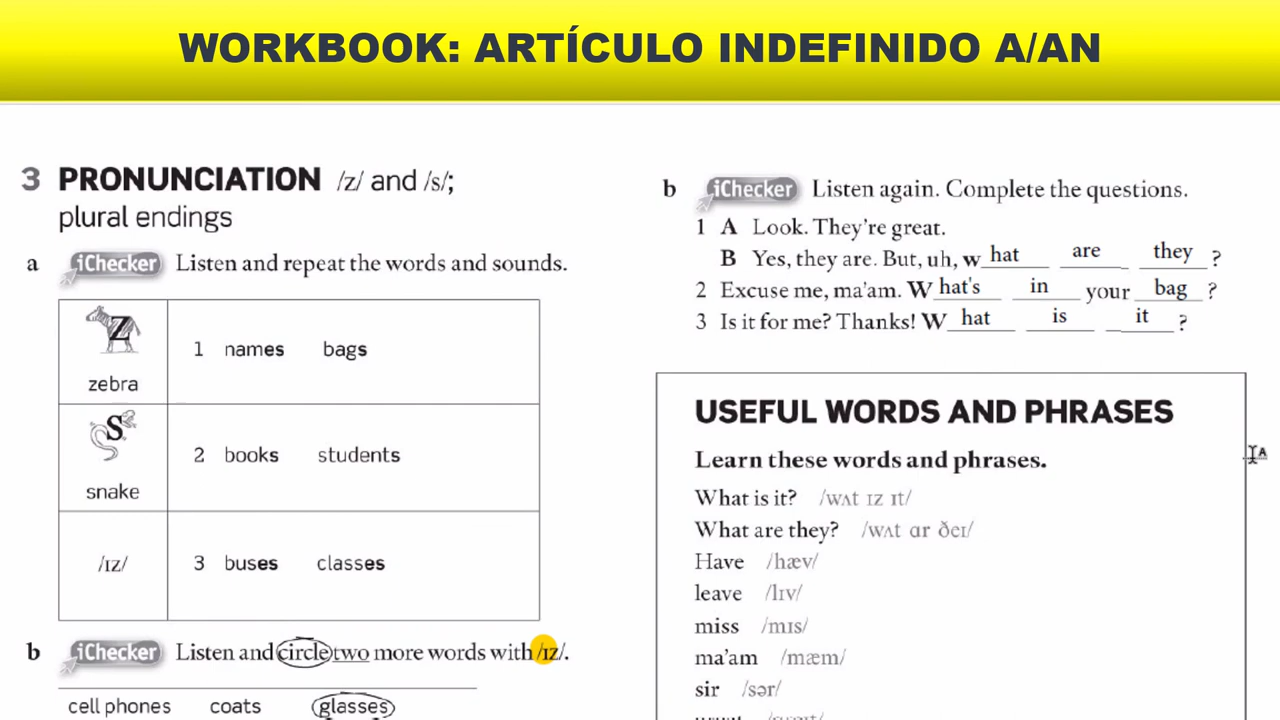 WORKBOOK: ARTÍCULO INDEFINIDO A/AN
3 PRONUNCIATION /z/ and /s/;
plural endings
a iChecker Listen and repeat the words and sounds.
Z
zebra
1 names bags
S
snake
2 books students
/ɪz/
3 buses classes
b iChecker Listen and circle two more words with /ɪz/.
cell phones coats glasses
b iChecker Listen again. Complete the questions.
1 A Look. They're great.
B Yes, they are. But, uh, what are they ?
2 Excuse me, ma'am. What's in your bag ?
3 Is it for me? Thanks! What is it ?
USEFUL WORDS AND PHRASES
Learn these words and phrases.
What is it? /wʌt ɪz ɪt/
What are they? /wʌt ɑr ðeɪ/
Have /hæv/
leave /lɪv/
miss /mɪs/
ma'am /mæm/
sir /sər/